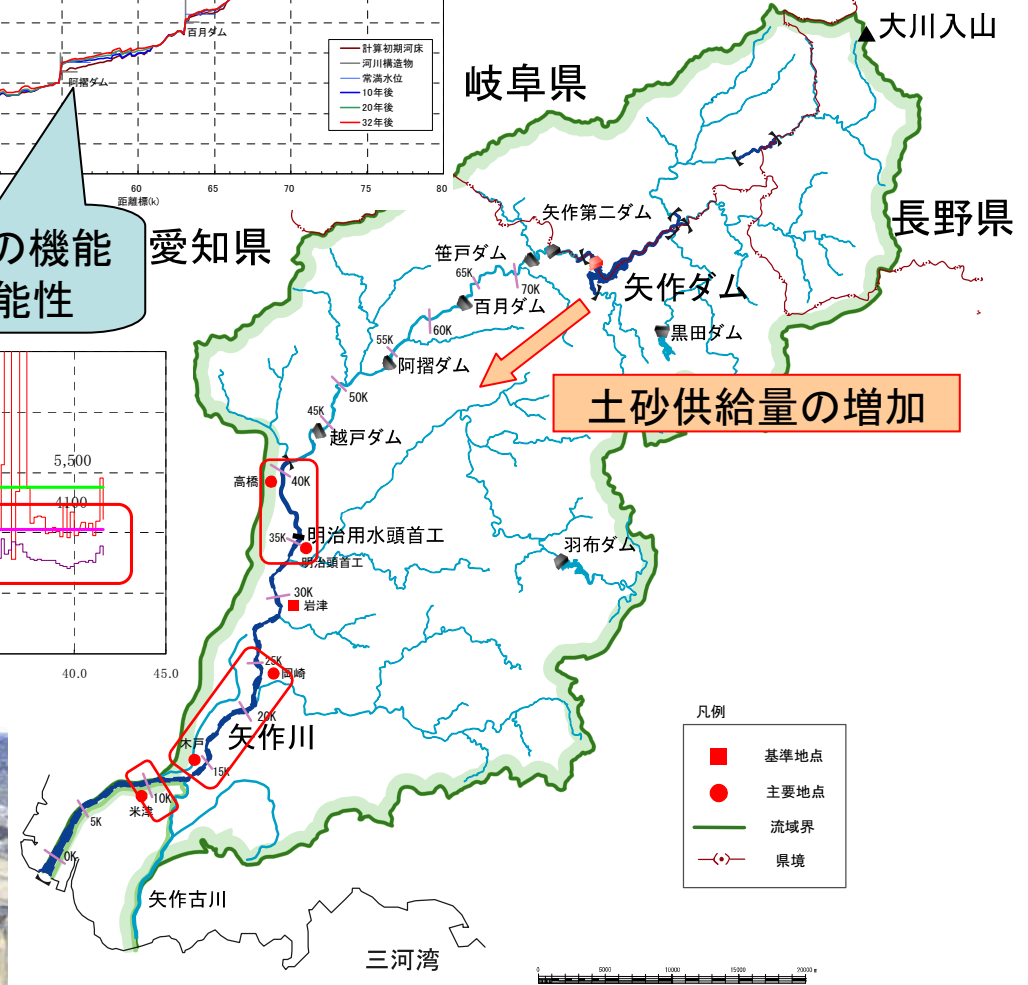 百月ダム
阿摺ダム
計算初期河床
河川構造物
常満水位
10年後
20年後
32年後
60
65
70
75
80
距離標(k)
の機能
能性
5,500
4100
40.0
45.0
大川入山
岐阜県
長野県
愛知県
矢作第二ダム
笹戸ダム
65K
70K
矢作ダム
百月ダム
60K
黒田ダム
55K
阿摺ダム
50K
土砂供給量の増加
45K
越戸ダム
高橋
40K
35K
明治用水頭首工
明治頭首工
羽布ダム
30K
岩津
25K
岡崎
20K
矢作川
木戸
15K
10K
米津
5K
0K
矢作古川
三河湾
凡例
基準地点
主要地点
流域界
県境
0
5000
10000
15000
20000 m